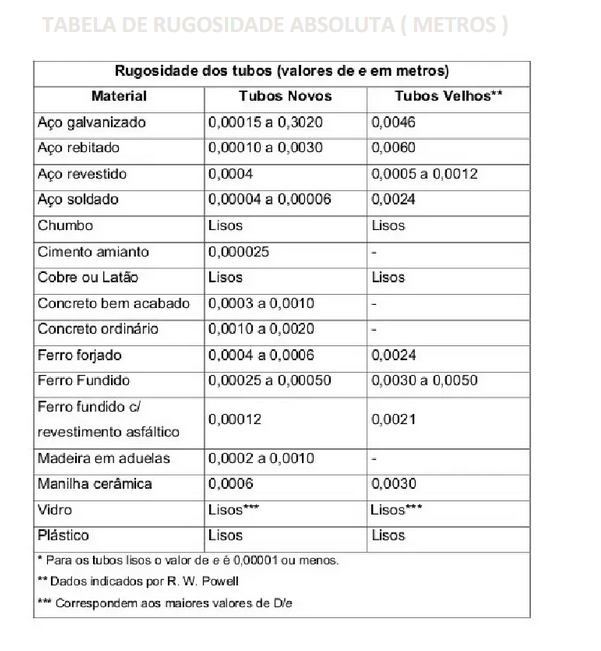 TABELA DE RUGOSIDADE ABSOLUTA ( METROS )
Rugosidade dos tubos (valores de e em metros)
Material Tubos Novos Tubos Velhos**
Aço galvanizado 0,00015 a 0,3020 0,0046
Aço rebitado 0,00010 a 0,0030 0,0060
Aço revestido 0,0004 0,0005 a 0,0012
Aço soldado 0,00004 a 0,00006 0,0024
Chumbo Lisos Lisos
Cimento amianto 0,000025 -
Cobre ou Latão Lisos Lisos
Concreto bem acabado 0,0003 a 0,0010 -
Concreto ordinário 0,0010 a 0,0020 -
Ferro forjado 0,0004 a 0,0006 0,0024
Ferro Fundido 0,00025 a 0,00050 0,0030 a 0,0050
Ferro fundido c/
revestimento asfáltico 0,00012 0,0021
Madeira em aduelas 0,0002 a 0,0010 -
Manilha cerâmica 0,0006 0,0030
Vidro Lisos*** Lisos***
Plástico Lisos Lisos
* Para os tubos lisos o valor de e é 0,00001 ou menos.
** Dados indicados por R. W. Powell
*** Correspondem aos maiores valores de D/e